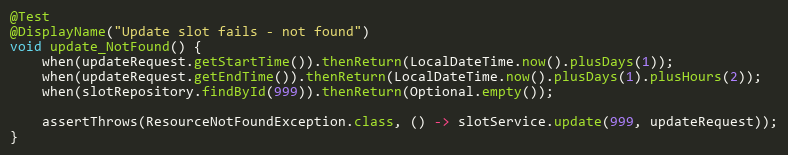 @Test
@DisplayName("Update slot fails - not found")
void update_NotFound() {
    when(updateRequest.getStartTime()).thenReturn(LocalDateTime.now().plusDays(1));
    when(updateRequest.getEndTime()).thenReturn(LocalDateTime.now().plusDays(1).plusHours(2));
    when(slotRepository.findById(999)).thenReturn(Optional.empty());

    assertThrows(ResourceNotFoundException.class, () -> slotService.update(999, updateRequest));
}